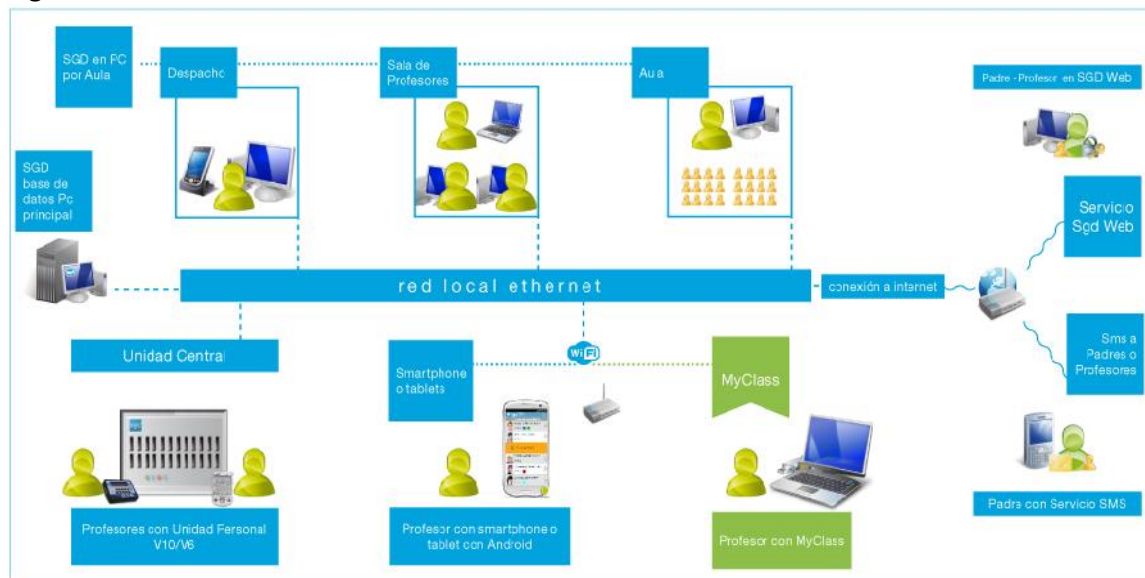 SGD en PC
por Aula
Despacho
Sala de
Profesores
Aula
Padre - Profesor en SGD Web
SGD
base de
datos Pc
principal
Servicio
Sgd Web
red local ethernet
conexión a internet
Unidad Central
WiFi
Smartphone
o tablets
MyClass
Sms a
Padres o
Profesores
Profesores con Unidad Personal
V10/V6
Profesor con smartphone o
tablet con Android
Profesor con MyClass
Padre con Servicio SMS